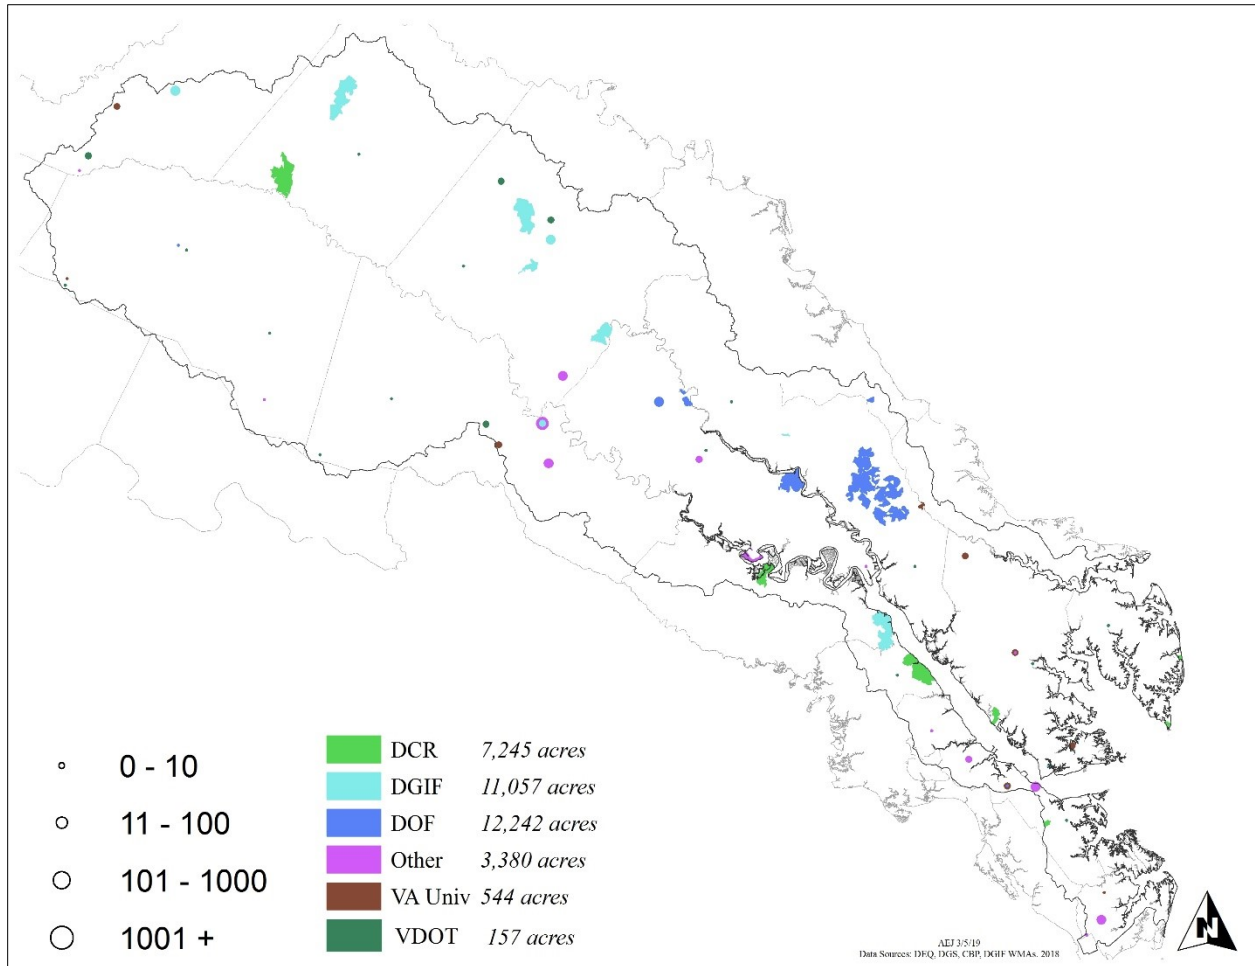 0 - 10
11 - 100
101 - 1000
1001 +
DCR 7,245 acres
DGIF 11,057 acres
DOF 12,242 acres
Other 3,380 acres
VA Univ 544 acres
VDOT 157 acres
N
AEJ 3/5/19
Data Sources: DEQ, DGS, CBP, DGIF WMAs. 2018